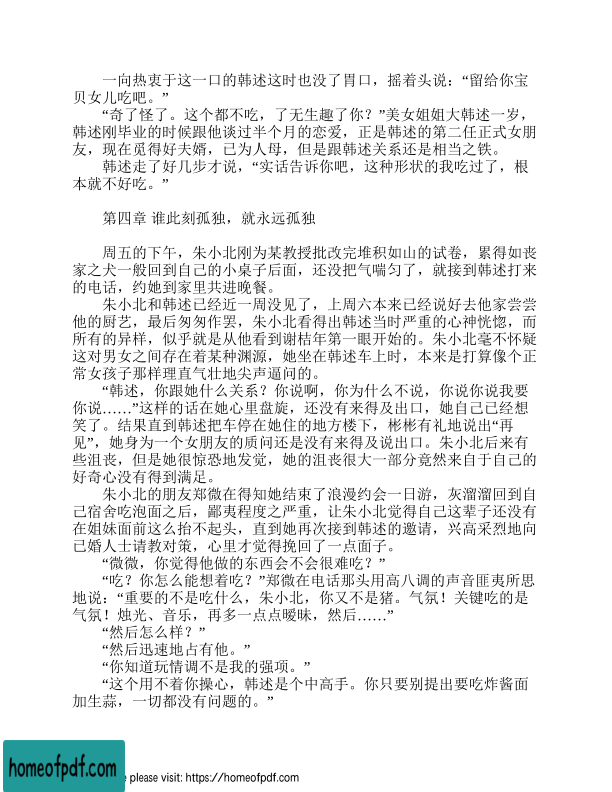 一向热衷于这一口的韩述这时也没了胃口，摇着头说：“留给你宝
贝女儿吃吧。”
“奇了怪了。这个都不吃，了无生趣了你？”美女姐姐大韩述一岁，
韩述刚毕业的时候跟他谈过半个月的恋爱，正是韩述的第二任正式女朋
友，现在觅得好夫婿，已为人母，但是跟韩述关系还是相当之铁。
韩述走了好几步才说，“实话告诉你吧，这种形状的我吃过了，根
本就不好吃。”
第四章 谁此刻孤独，就永远孤独
周五的下午，朱小北刚为某教授批改完堆积如山的试卷，累得如丧
家之犬一般回到自己的小桌子后面，还没把气喘匀了，就接到韩述打来
的电话，约她到家里共进晚餐。
朱小北和韩述已经近一周没见了，上周六本来已经说好去他家尝尝
他的厨艺，最后匆匆作罢，朱小北看得出韩述当时严重的心神恍惚，而
所有的异样，似乎就是从他看到谢桔年第一眼开始的。朱小北毫不怀疑
这对男女之间存在着某种渊源，她坐在韩述车上时，本来是打算像个正
常女孩子那样理直气壮地尖声逼问的。
“韩述，你跟她什么关系？你说啊，你为什么不说，你说你说我要
你说……”这样的话在她心里盘旋，还没有来得及出口，她自己已经想
笑了。结果直到韩述把车停在她住的地方楼下，彬彬有礼地说出“再
见”，她身为一个女朋友的质问还是没有来得及说出口。朱小北后来有
些沮丧，但是她很惊恐地发觉，她的沮丧很大一部分竟然来自于自己的
好奇心没有得到满足。
朱小北的朋友郑微在得知她结束了浪漫约会一日游，灰溜溜回到自
己宿舍吃泡面之后，鄙夷程度之严重，让朱小北觉得自己这辈子还没有
在姐妹面前这么抬不起头，直到她再次接到韩述的邀请，兴高采烈地向
已婚人士请教对策，心里才觉得挽回了一点面子。
“微微，你觉得他做的东西会不会很难吃？”
“吃？你怎么能想着吃？”郑微在电话那头用高八调的声音匪夷所思
地说：“重要的不是吃什么，朱小北，你又不是猪。气氛！关键吃的是
气氛！烛光、音乐，再多一点点暧昧，然后……”
“然后怎么样？”
“然后迅速地占有他。”
“你知道玩情调不是我的强项。”
“这个用不着你操心，韩述是个中高手。你只要别提出要吃炸酱面
加生蒜，一切都没有问题的。”
homeofpdf.com
e please visit: https://homeofpdf.com